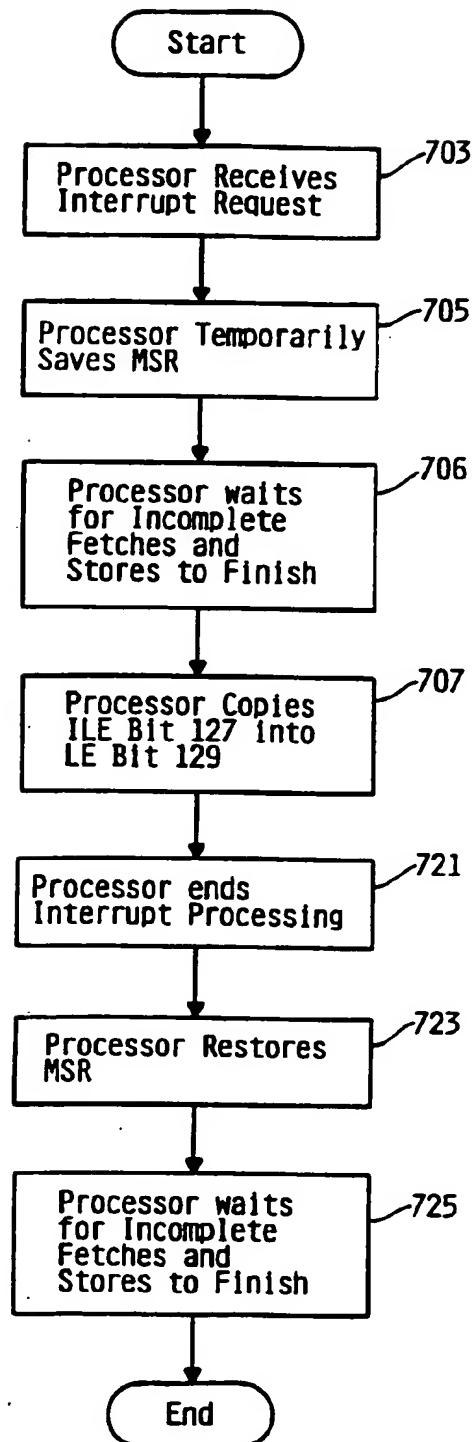 Start
703
Processor Receives
Interrupt Request
705
Processor Temporarily
Saves MSR
706
Processor waits
for Incomplete
Fetches and
Stores to Finish
707
Processor Copies
ILE Bit 127 into
LE Bit 129
721
Processor ends
Interrupt Processing
723
Processor Restores
MSR
725
Processor waits
for Incomplete
Fetches and
Stores to Finish
End